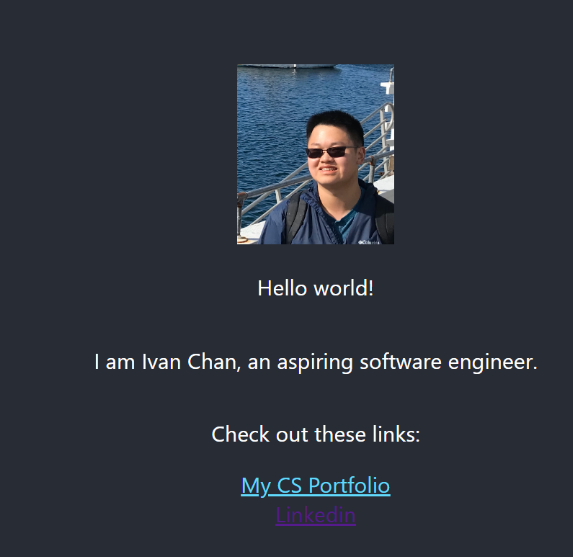 Hello world!
I am Ivan Chan, an aspiring software engineer.
Check out these links:
My CS Portfolio
Linkedin